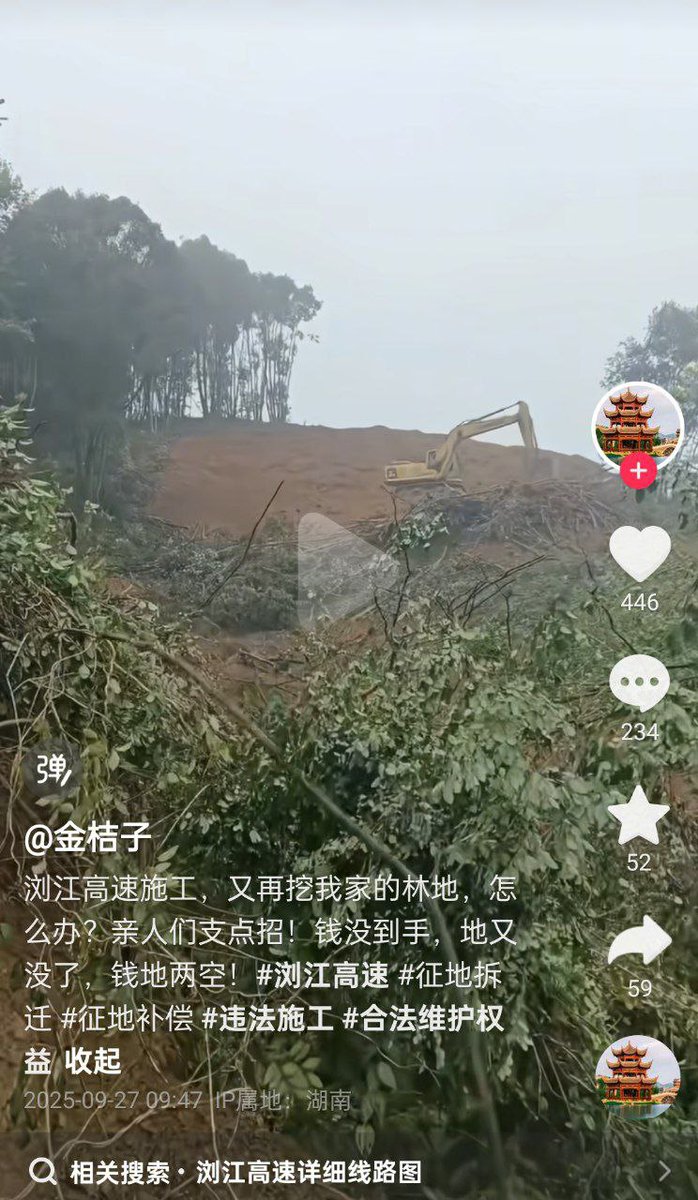 446
234
弹
@金桔子
52
浏江高速施工，又再挖我家的林地，怎
么办？亲人们支点招！钱没到手，地又
没了，钱地两空！#浏江高速 #征地拆
59
迁 #征地补偿 #违法施工 #合法维护权
益 收起
2025-09-27 09:47 IP属地：湖南
相关搜索· 浏江高速详细线路图